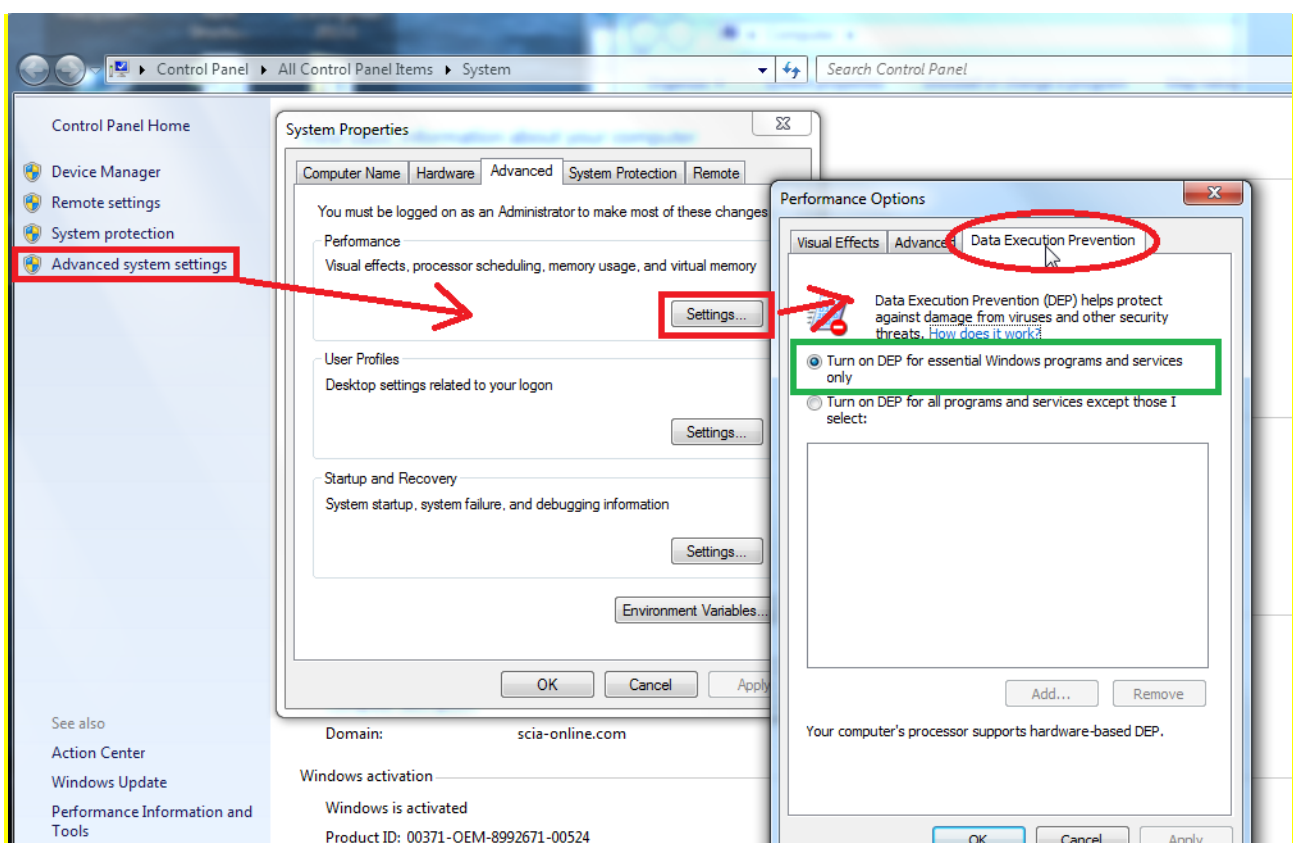 Control Panel
All Control Panel Items
System
Search Control Panel
Control Panel Home
Device Manager
Remote settings
System protection
Advanced system settings
See also
Action Center
Windows Update
Performance Information and
Tools
System Properties
Computer Name
Hardware
Advanced
System Protection
Remote
You must be logged on as an Administrator to make most of these changes
Performance
Visual effects, processor scheduling, memory usage, and virtual memory
Settings...
User Profiles
Desktop settings related to your logon
Settings...
Startup and Recovery
System startup, system failure, and debugging information
Settings...
Environment Variables...
OK
Cancel
Apply
Domain:
scia-online.com
Windows activation
Windows is activated
Product ID: 00371-OEM-8992671-00524
Performance Options
Visual Effects
Advanced
Data Execution Prevention
Data Execution Prevention (DEP) helps protect
against damage from viruses and other security
threats. How does it work?
Turn on DEP for essential Windows programs and services
only
Turn on DEP for all programs and services except those I
select:
Add...
Remove
Your computer's processor supports hardware-based DEP.
OK
Cancel
Apply